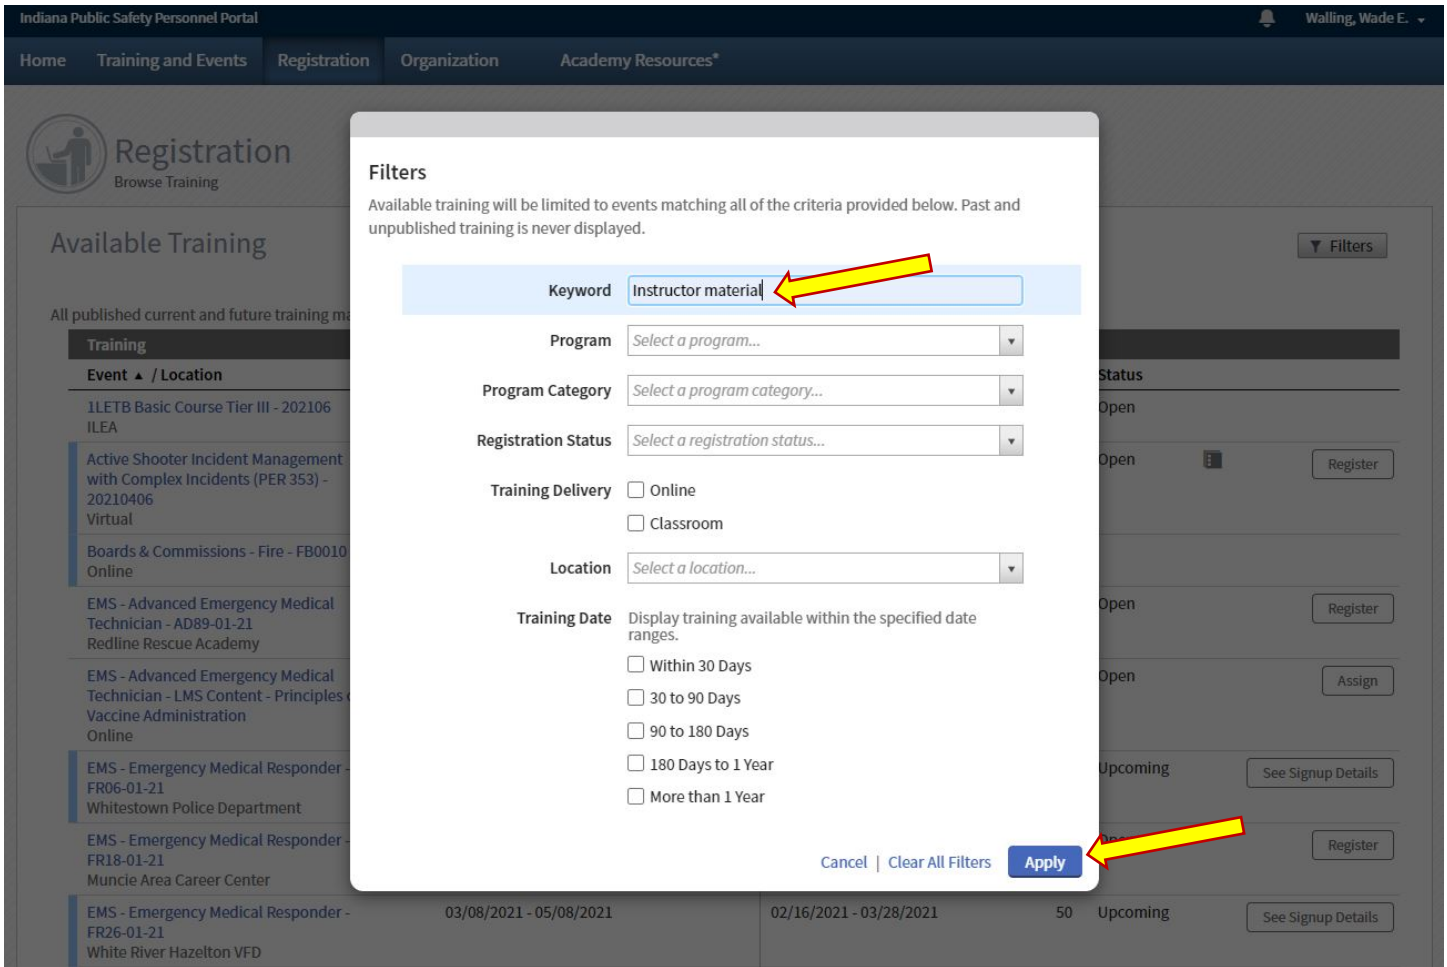 Indiana Public Safety Personnel Portal
Walling, Wade E.
Home Training and Events Registration Organization Academy Resources*
Registration
Browse Training
Available Training
Filters
All published current and future training ma
Training
Event ▲ / Location
Status
1LETB Basic Course Tier III - 202106
ILEA
Open
Active Shooter Incident Management
with Complex Incidents (PER 353) -
20210406
Virtual
Open
Register
Boards & Commissions - Fire - FB0010
Online
EMS - Advanced Emergency Medical
Technician - AD89-01-21
Redline Rescue Academy
Open
Register
EMS - Advanced Emergency Medical
Technician - LMS Content - Principles
Vaccine Administration
Online
Open
Assign
EMS - Emergency Medical Responder -
FR06-01-21
Whitestown Police Department
Upcoming
See Signup Details
EMS - Emergency Medical Responder -
FR18-01-21
Muncie Area Career Center
Register
EMS - Emergency Medical Responder -
FR26-01-21
White River Hazelton VFD
03/08/2021 - 05/08/2021
02/16/2021 - 03/28/2021
50
Upcoming
See Signup Details
Filters
Available training will be limited to events matching all of the criteria provided below. Past and
unpublished training is never displayed.
Keyword Instructor material
Program Select a program...
Program Category Select a program category...
Registration Status Select a registration status...
Training Delivery Online
Classroom
Location Select a location...
Training Date Display training available within the specified date
ranges.
Within 30 Days
30 to 90 Days
90 to 180 Days
180 Days to 1 Year
More than 1 Year
Cancel | Clear All Filters Apply